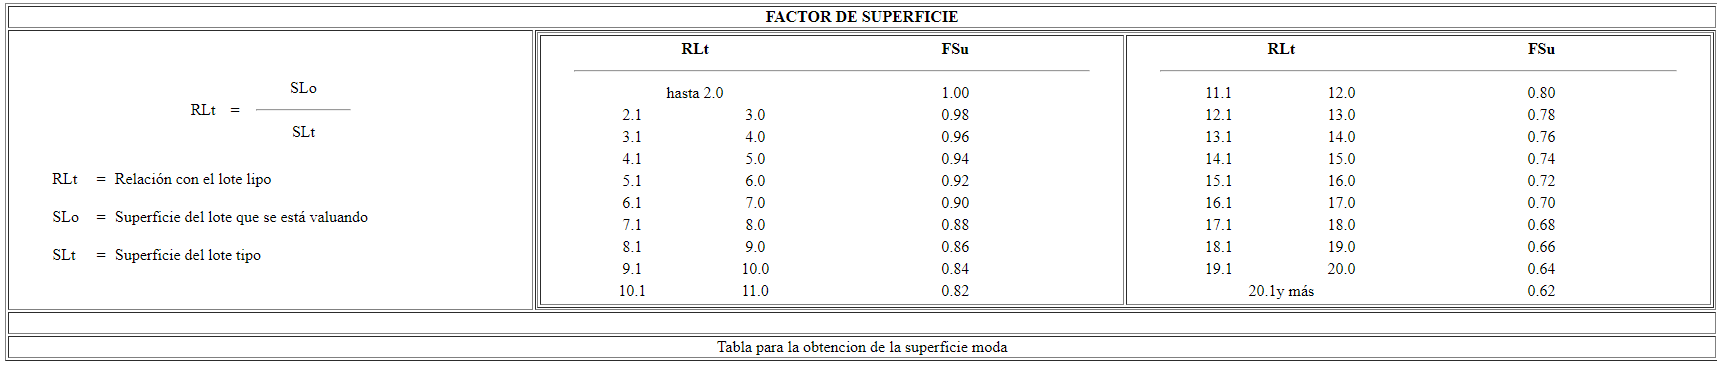 FACTOR DE SUPERFICIE
SLo
RLt =
SLt
RLt = Relación con el lote lipo
SLo = Superficie del lote que se está valuando
SLt = Superficie del lote tipo
RLt FSu
hasta 2.0 1.00
2.1 3.0 0.98
3.1 4.0 0.96
4.1 5.0 0.94
5.1 6.0 0.92
6.1 7.0 0.90
7.1 8.0 0.88
8.1 9.0 0.86
9.1 10.0 0.84
10.1 11.0 0.82
RLt FSu
11.1 12.0 0.80
12.1 13.0 0.78
13.1 14.0 0.76
14.1 15.0 0.74
15.1 16.0 0.72
16.1 17.0 0.70
17.1 18.0 0.68
18.1 19.0 0.66
19.1 20.0 0.64
20.1y más 0.62
Tabla para la obtencion de la superficie moda